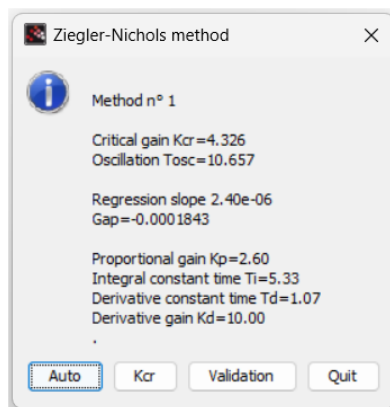 Ziegler-Nichols method
Method n° 1
Critical gain Kcr=4.326
Oscillation Tosc=10.657
Regression slope 2.40e-06
Gap=-0.0001843
Proportional gain Kp=2.60
Integral constant time Ti=5.33
Derivative constant time Td=1.07
Derivative gain Kd=10.00
.
Auto Kcr Validation Quit